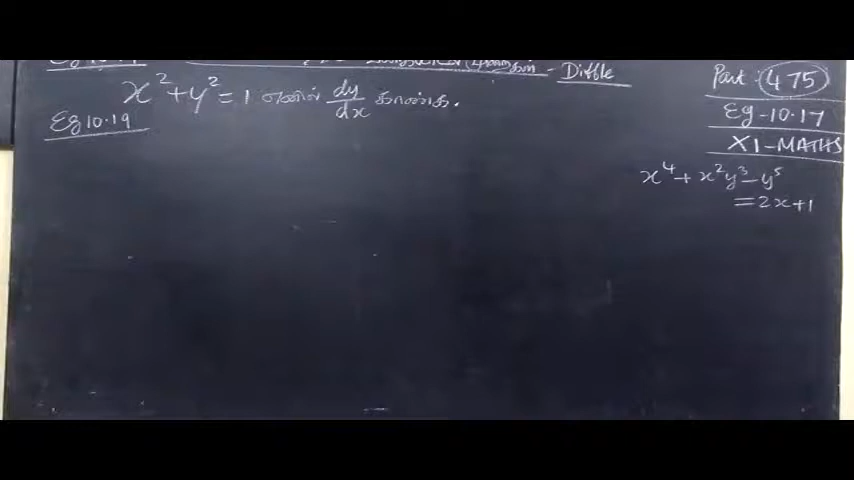 - Diffle
x² + y² = 1 எனில் dy/dx காண்க.
Eg 10.19
Part : 475
Eg - 10.17
XI - MATHS
x⁴ + x²y³ - y⁵
= 2x + 1